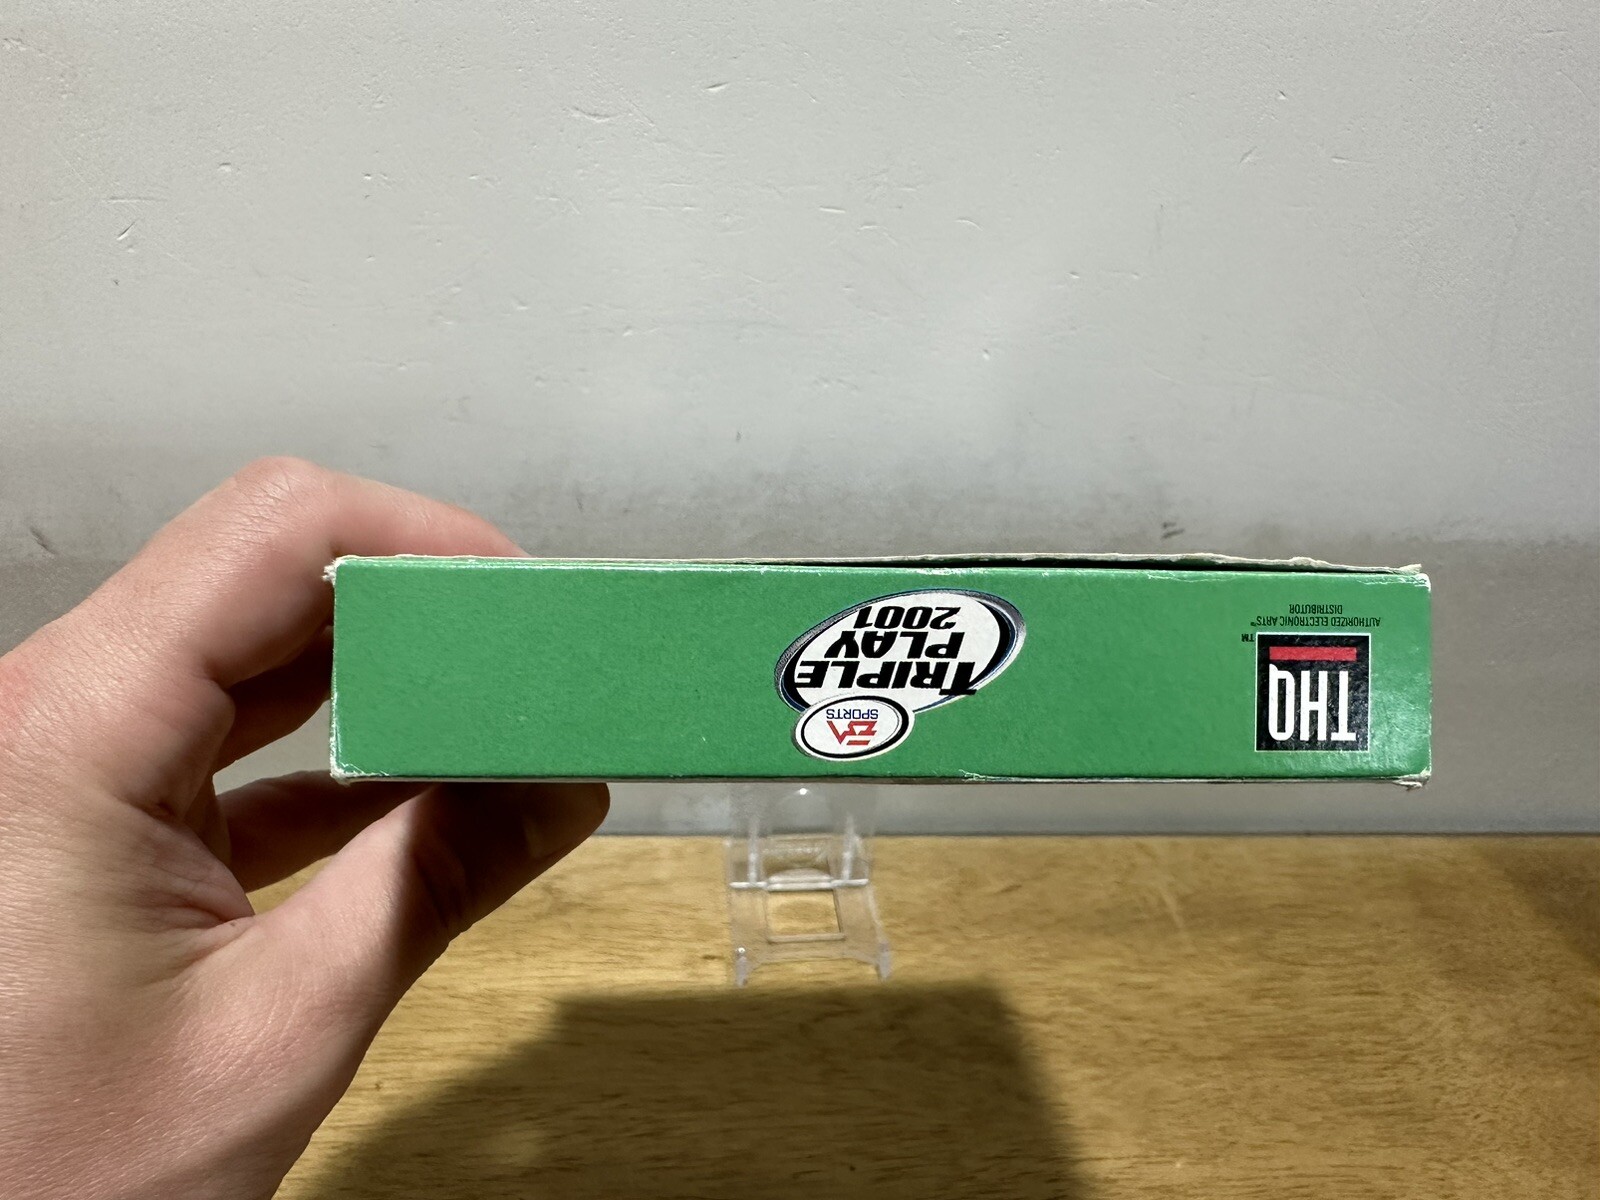 EA
SPORTS
TRIPLE
PLAY
2001
THQ
™
AUTHORIZED ELECTRONIC ARTS™
DISTRIBUTOR